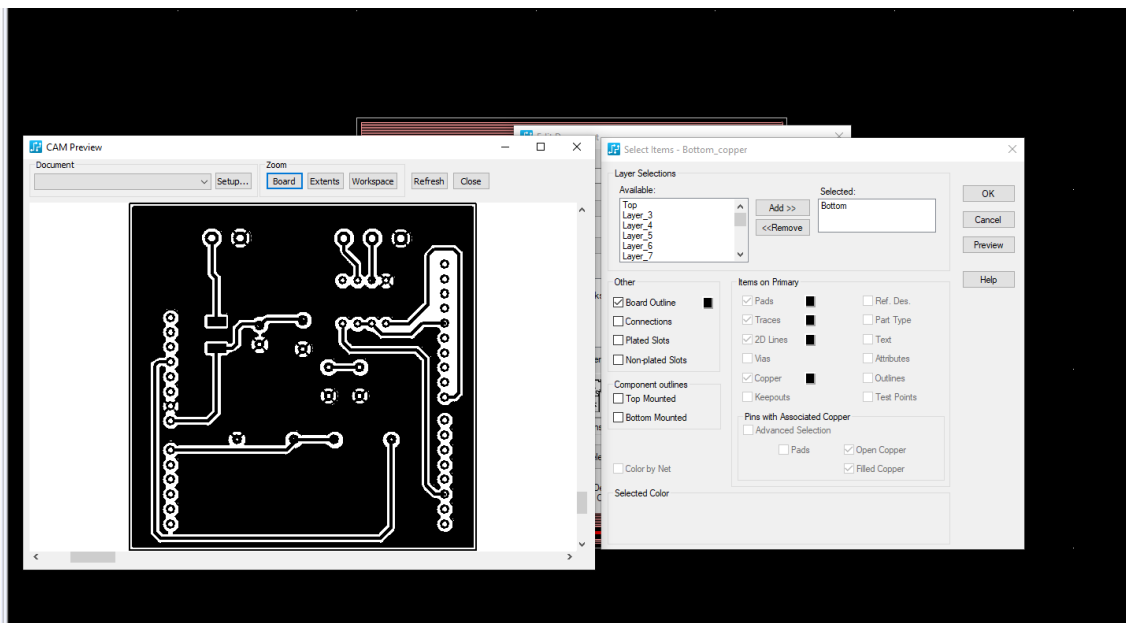 CAM Preview
Document
Zoom
Setup...
Board
Extents
Workspace
Refresh
Close
Select Items - Bottom_copper
Layer Selections
Available:
Selected:
Top
Layer_3
Layer_4
Layer_5
Layer_6
Layer_7
Add >>
<<Remove
Bottom
OK
Cancel
Preview
Help
Other
Board Outline
Connections
Plated Slots
Non-plated Slots
Component outlines
Top Mounted
Bottom Mounted
Color by Net
Items on Primary
Pads
Traces
2D Lines
Vias
Copper
Keepouts
Ref. Des.
Part Type
Text
Attributes
Outlines
Test Points
Pins with Associated Copper
Advanced Selection
Pads
Open Copper
Filled Copper
Selected Color